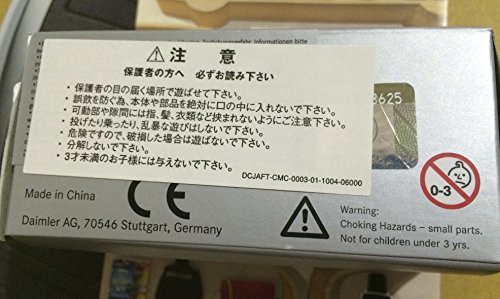 informationen bitte
⚠注 意
保護者の方へ 必ずお読み下さい
・保護者の目の届く場所で遊ばせて下さい。
・誤飲を防ぐ為、本体や部品を絶対に口の中に入れないで下さい。
・可動部や隙間には指、髪、衣類など挟まれないようにご注意下さい。
・投げたり乗ったり、乱暴な遊びはしないで下さい。
・危険ですので、破損した場合は遊ばないで下さい。
・分解しないで下さい。
・3才未満のお子様には与えないで下さい。
DCJAFT-CMC-0003-01-1004-06000
3625
0-3
Made in China
CE
Daimler AG, 70546 Stuttgart, Germany
Warning:
Choking Hazards – small parts.
Not for children under 3 yrs.